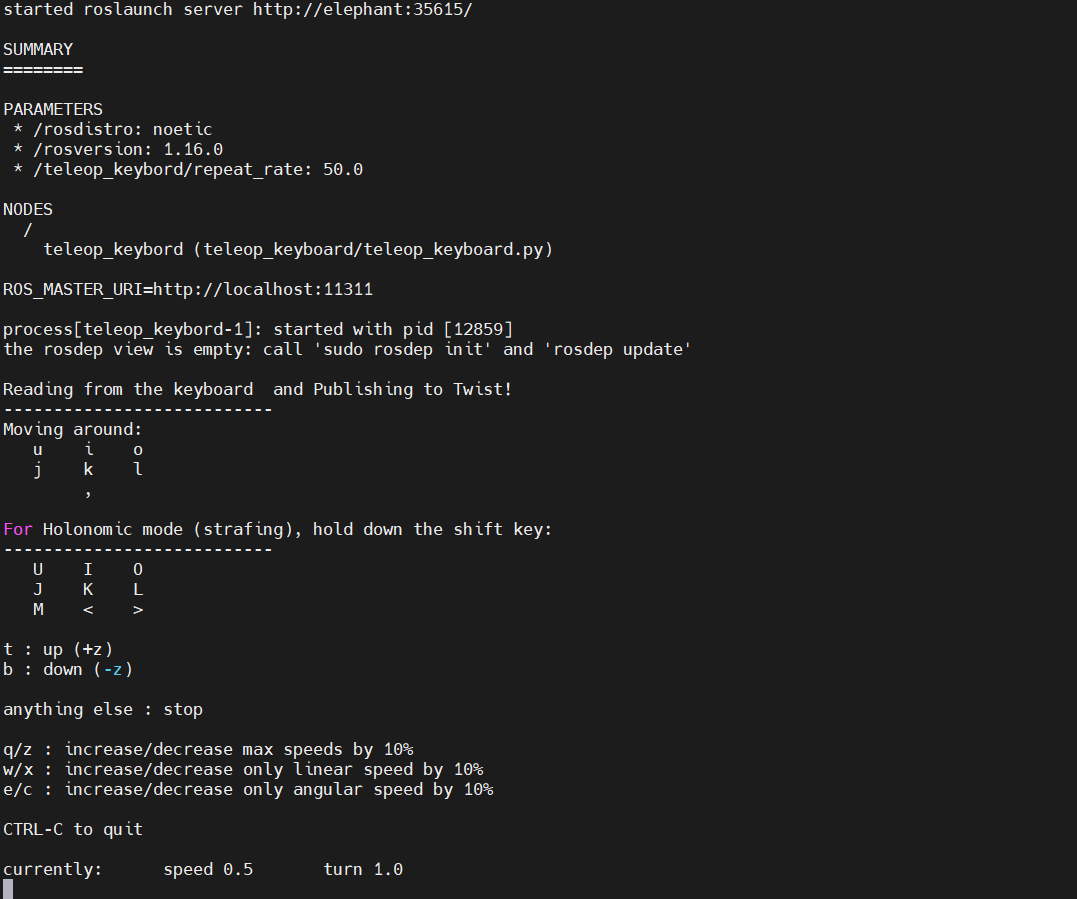 started roslaunch server http://elephant:35615/
SUMMARY
========
PARAMETERS
* /rosdistro: noetic
* /rosversion: 1.16.0
* /teleop_keybord/repeat_rate: 50.0
NODES
/
teleop_keybord (teleop_keyboard/teleop_keyboard.py)
ROS_MASTER_URI=http://localhost:11311
process[teleop_keybord-1]: started with pid [12859]
the rosdep view is empty: call 'sudo rosdep init' and 'rosdep update'
Reading from the keyboard  and Publishing to Twist!
---------------------------
Moving around:
u    i    o
j    k    l
,
For Holonomic mode (strafing), hold down the shift key:
---------------------------
U    I    O
J    K    L
M    <    >
t : up (+z)
b : down (-z)
anything else : stop
q/z : increase/decrease max speeds by 10%
w/x : increase/decrease only linear speed by 10%
e/c : increase/decrease only angular speed by 10%
CTRL-C to quit
currently:      speed 0.5       turn 1.0